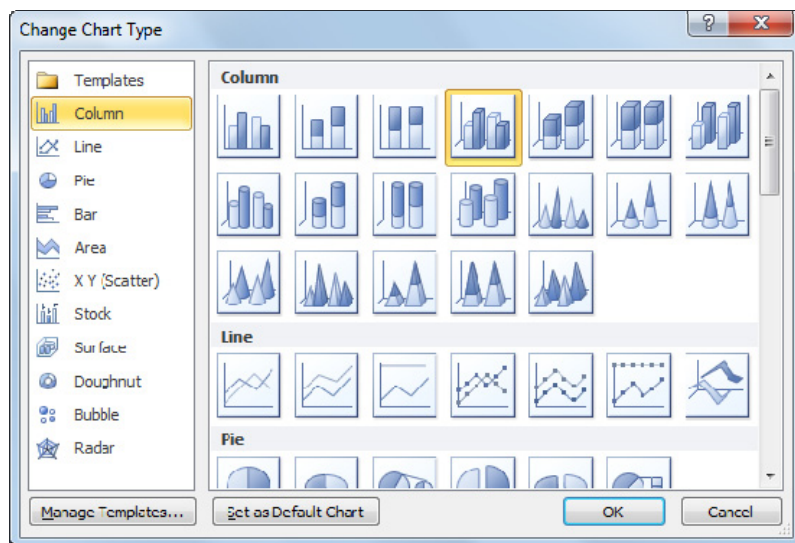 Change Chart Type
Templates
Column
Line
Pie
Bar
Area
X Y (Scatter)
Stock
Surface
Doughnut
Bubble
Radar
Column
Line
Pie
Manage Templates...
Set as Default Chart
OK
Cancel